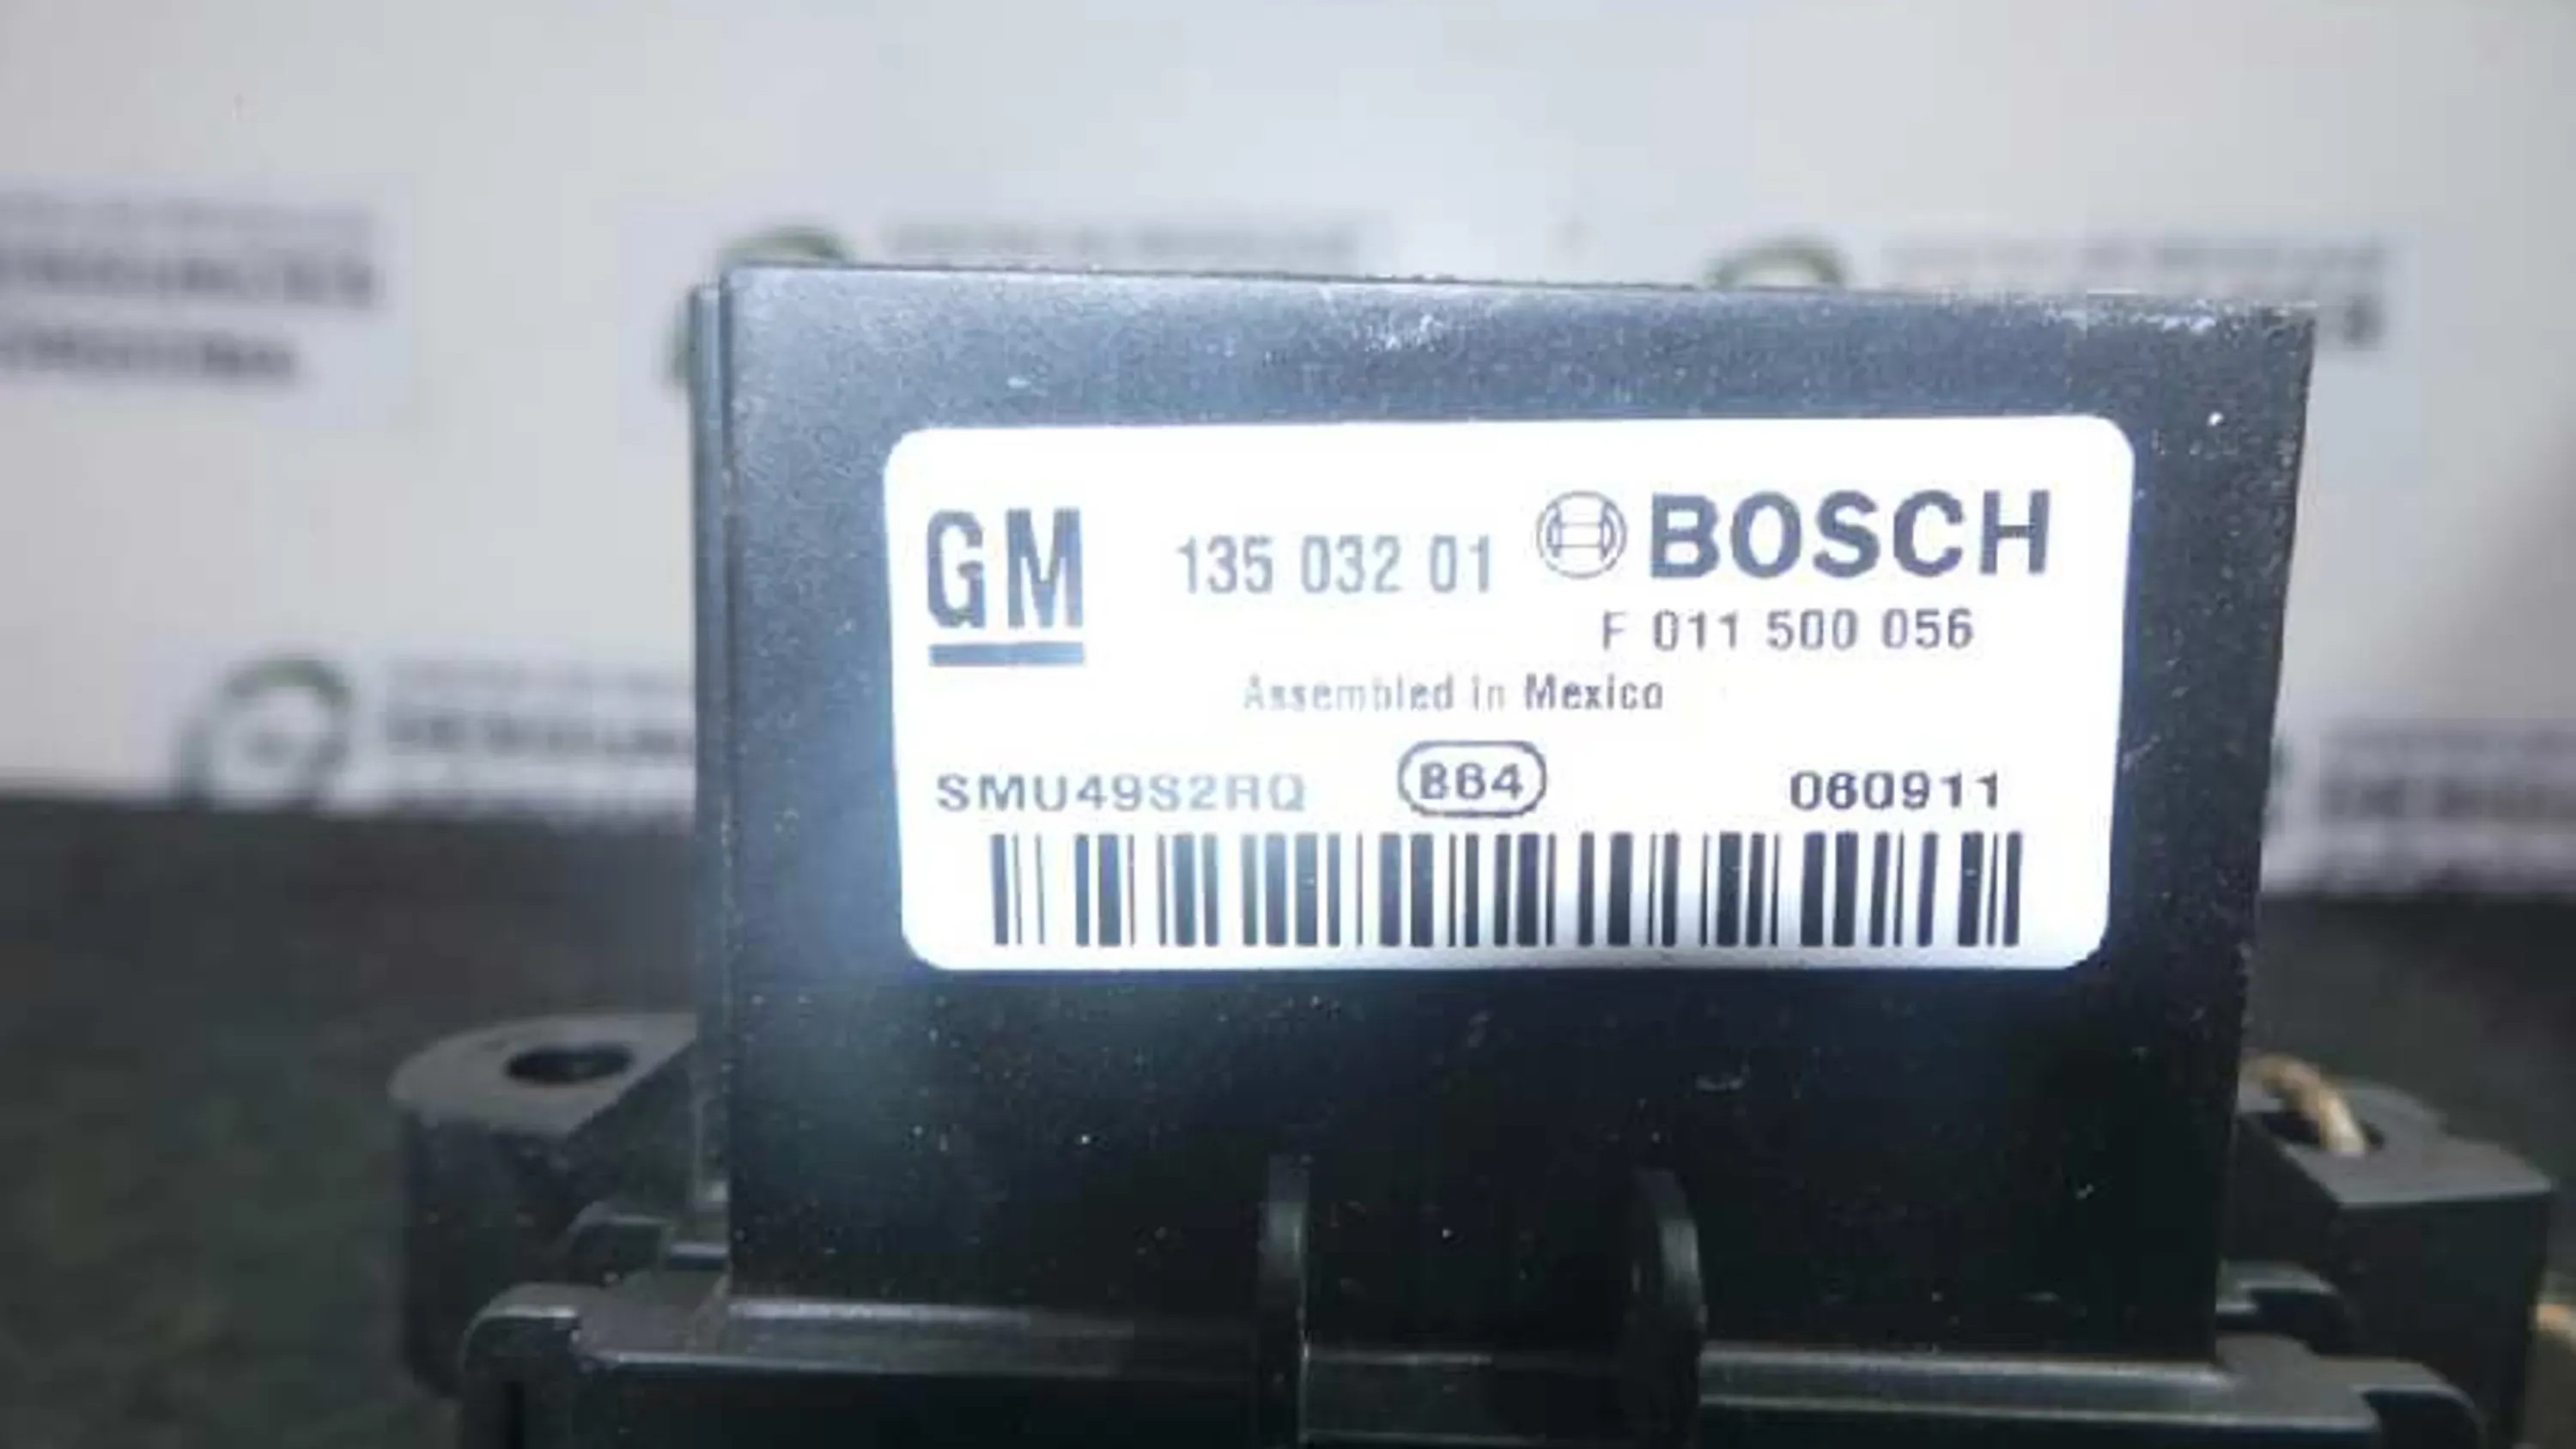 GM 135 032 01 BOSCH
F 011 500 056
Assembled in Mexico
SMU49S2RQ 864 060911